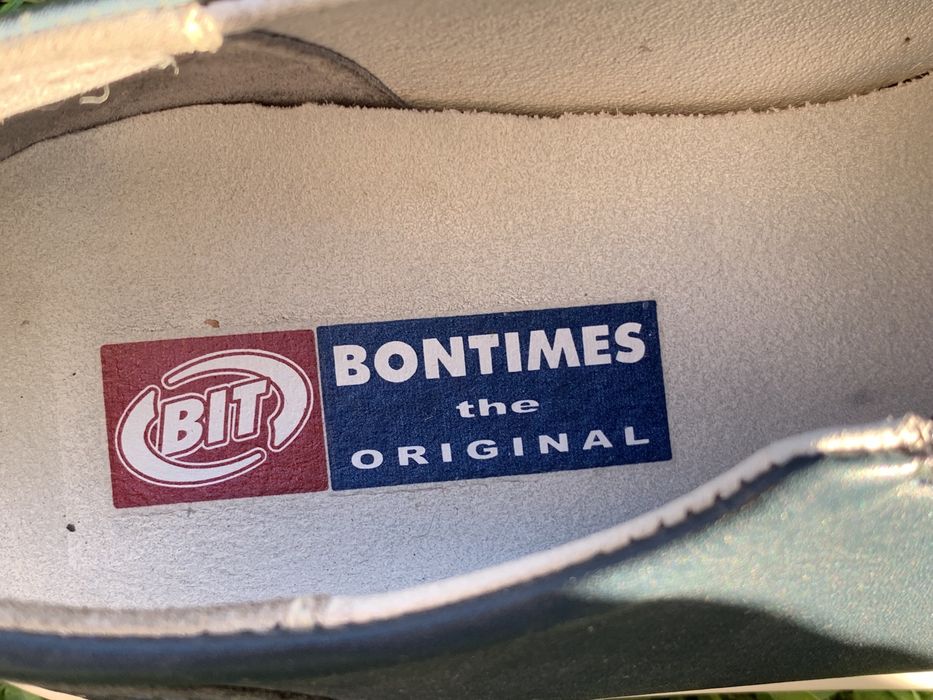 BIT
BONTIMES
the
ORIGINAL